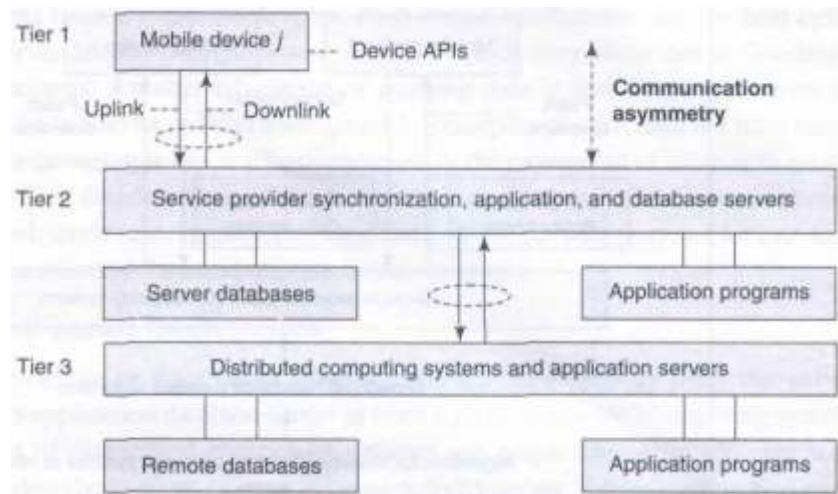 Tier 1
Mobile device j
Device APIs
Uplink
Downlink
Communication
asymmetry
Tier 2
Service provider synchronization, application, and database servers
Server databases
Application programs
Tier 3
Distributed computing systems and application servers
Remote databases
Application programs